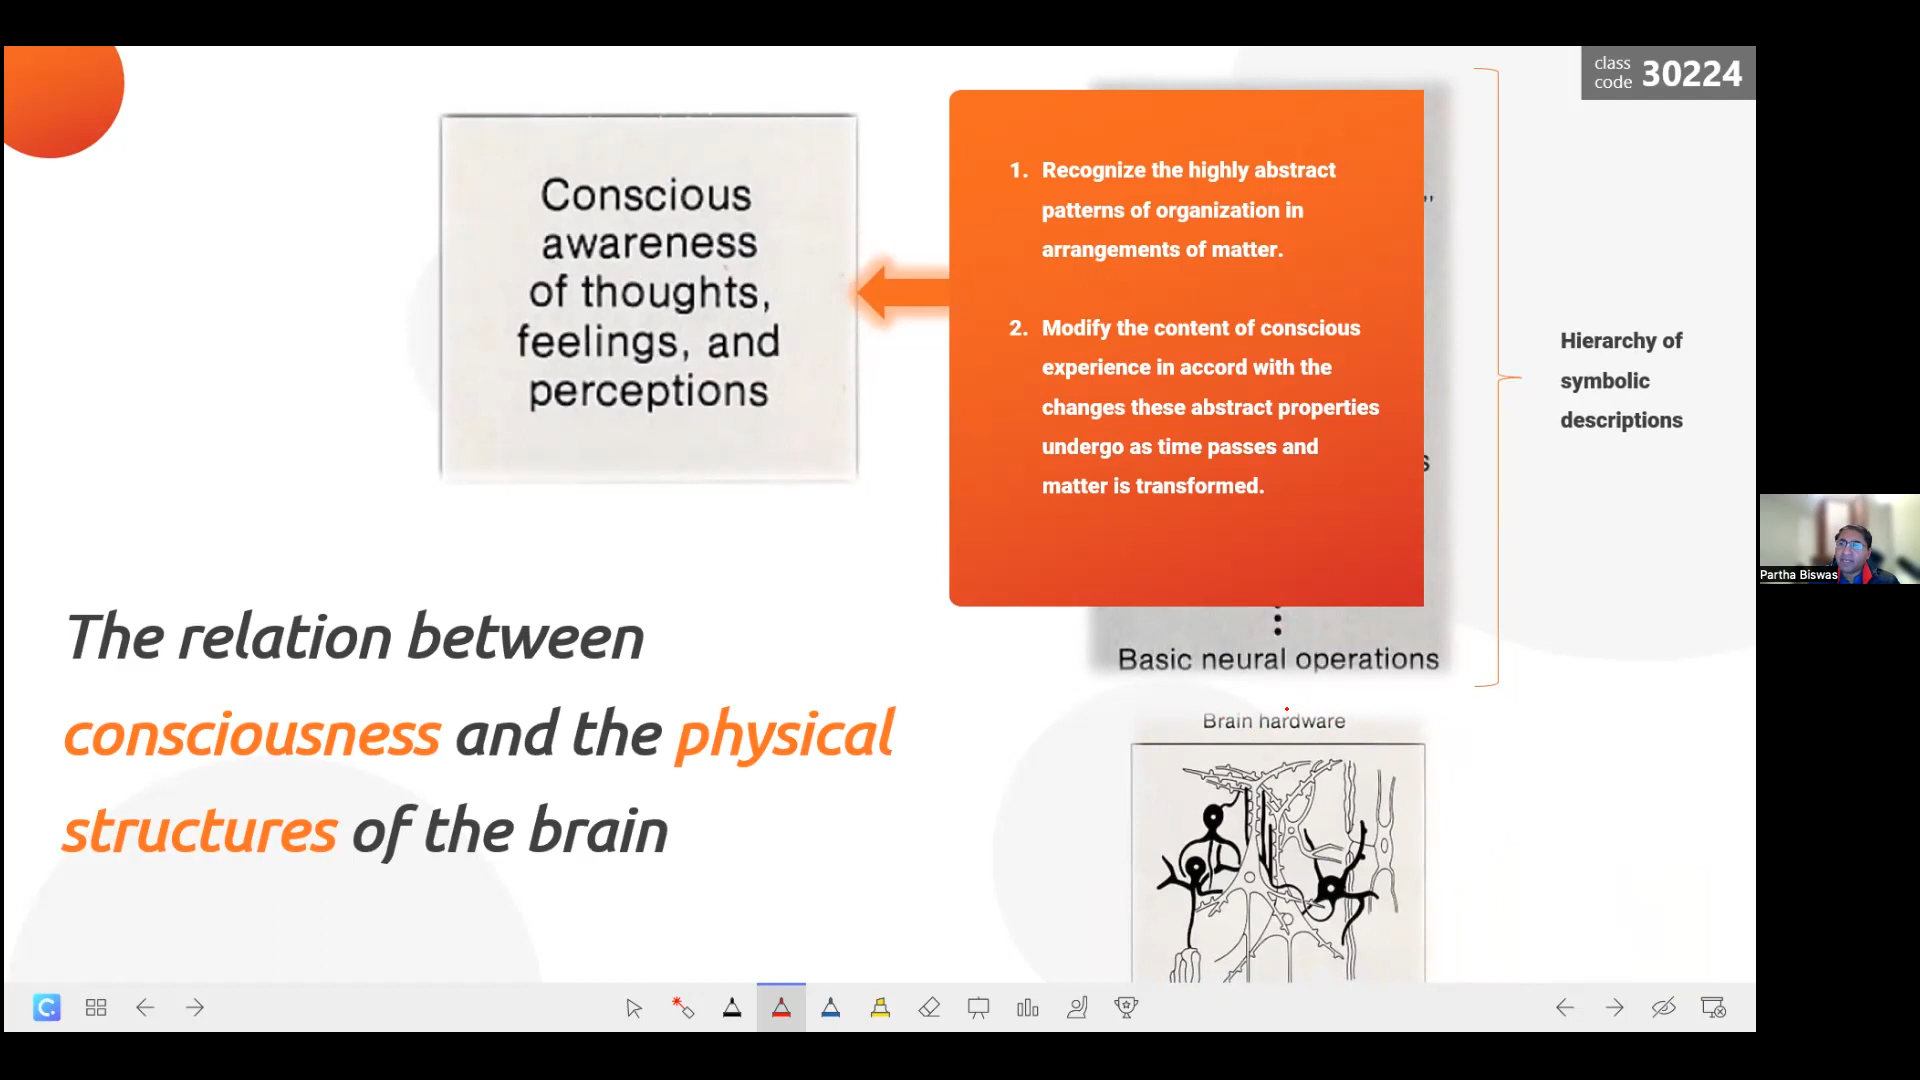 class
code 30224
Conscious
awareness
of thoughts,
feelings, and
perceptions
1. Recognize the highly abstract
patterns of organization in
arrangements of matter.
2. Modify the content of conscious
experience in accord with the
changes these abstract properties
undergo as time passes and
matter is transformed.
Hierarchy of
symbolic
descriptions
Basic neural operations
Brain hardware
The relation between
consciousness and the physical
structures of the brain
Partha Biswas